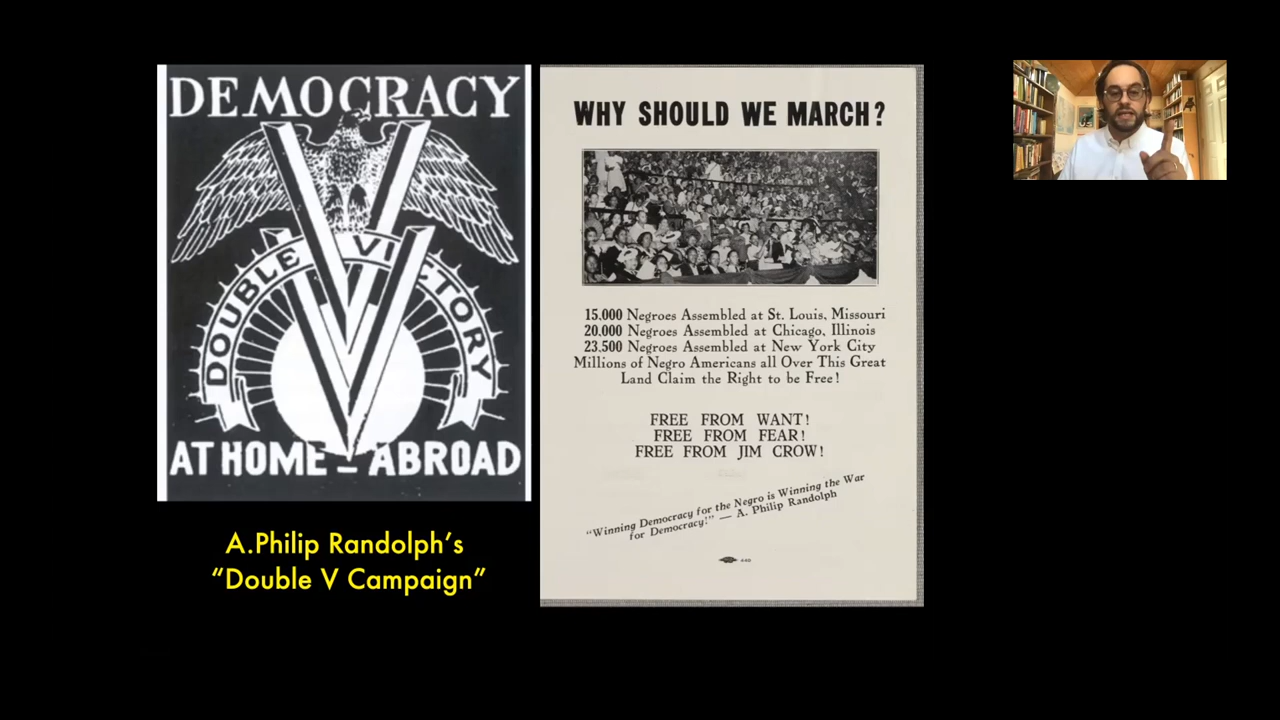 DEMOCRACY
DOUBLE VICTORY
AT HOME - ABROAD
A.Philip Randolph's
"Double V Campaign"
WHY SHOULD WE MARCH?
15.000 Negroes Assembled at St. Louis, Missouri
20.000 Negroes Assembled at Chicago, Illinois
23.500 Negroes Assembled at New York City
Millions of Negro Americans all Over This Great
Land Claim the Right to be Free!
FREE FROM WANT!
FREE FROM FEAR!
FREE FROM JIM CROW!
"Winning Democracy for the Negro is Winning the War
for Democracy!" — A. Philip Randolph